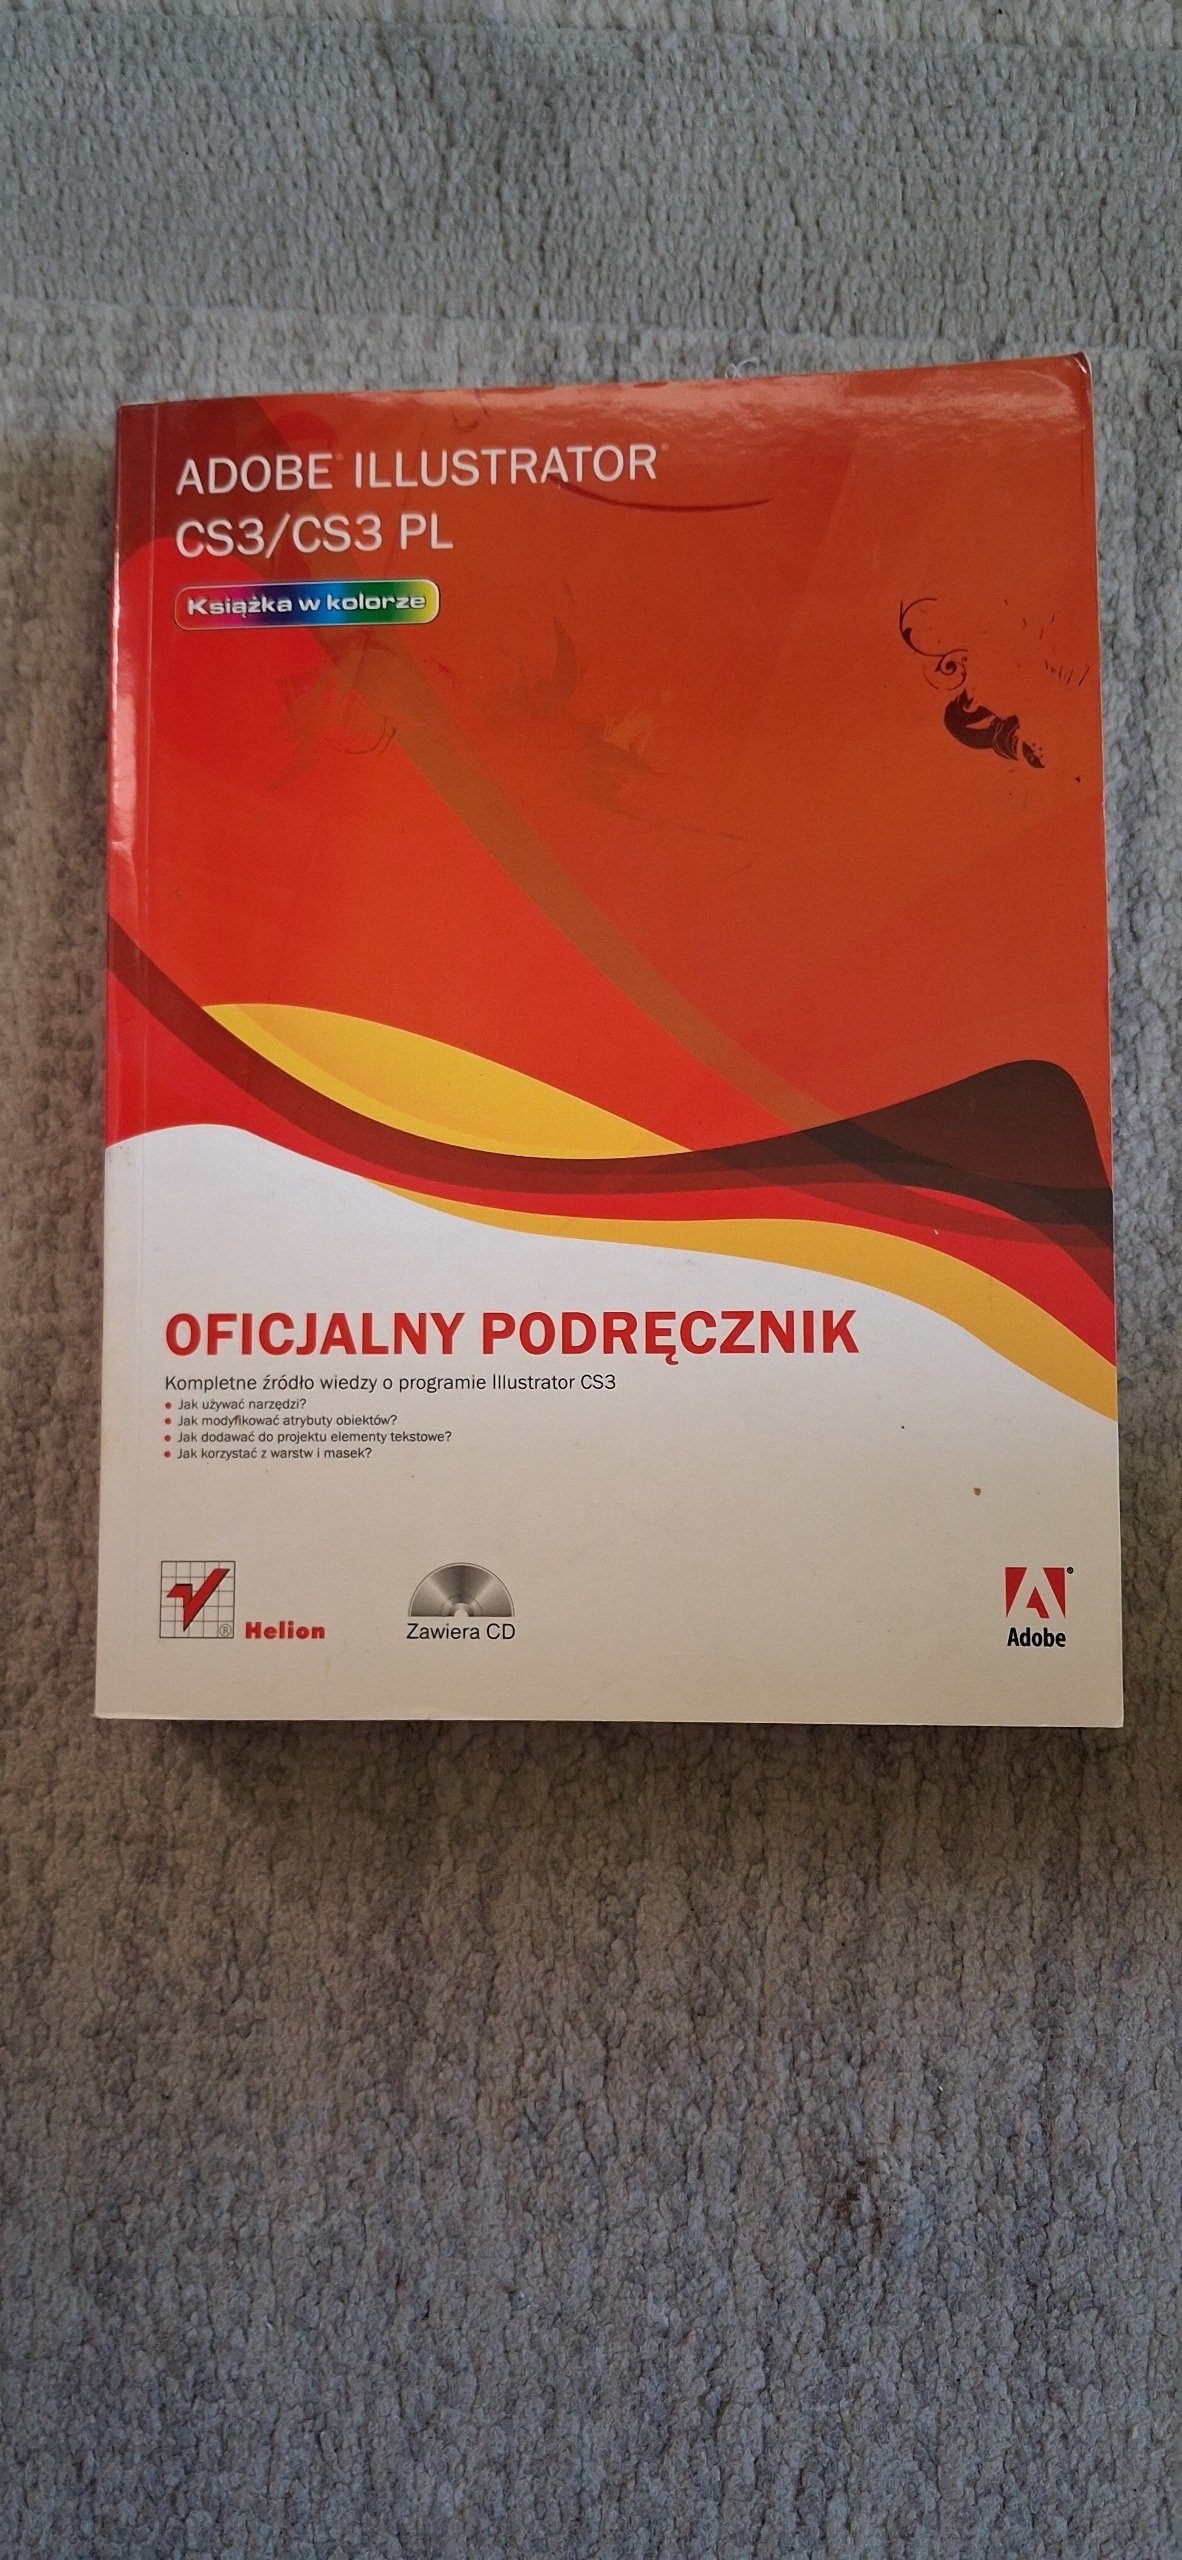 ADOBE® ILLUSTRATOR®
CS3/CS3 PL
Książka w kolorze
OFICJALNY PODRĘCZNIK
Kompletne źródło wiedzy o programie Illustrator CS3
• Jak używać narzędzi?
• Jak modyfikować atrybuty obiektów?
• Jak dodawać do projektu elementy tekstowe?
• Jak korzystać z warstw i masek?
® Helion
Zawiera CD
®
Adobe